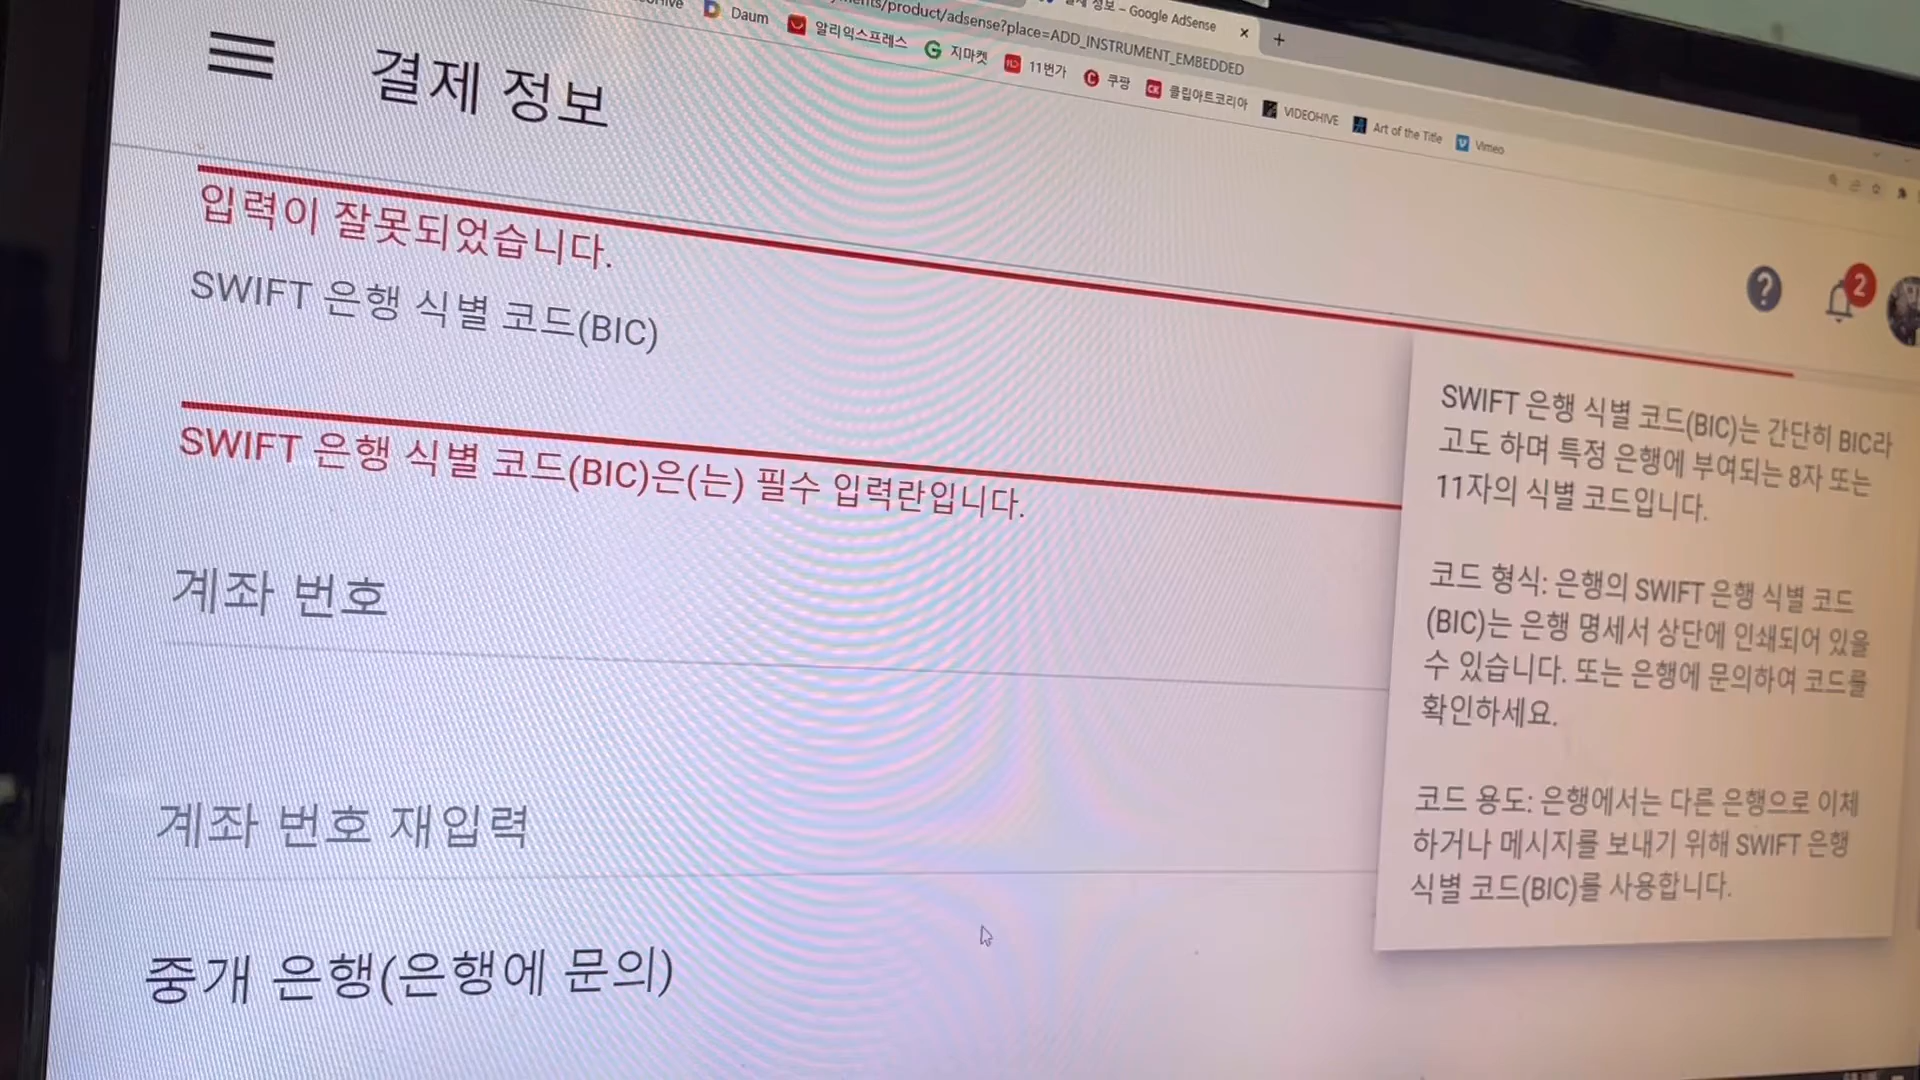 결제 정보 – Google AdSense
/product/adsense?place=ADD_INSTRUMENT_EMBEDDED
Daum
알리익스프레스
지마켓
11번가
쿠팡
클립아트코리아
VIDEOHIVE
Art of the Title
Vimeo
결제 정보
2
입력이 잘못되었습니다.
SWIFT 은행 식별 코드(BIC)
SWIFT 은행 식별 코드(BIC)은(는) 필수 입력란입니다.
계좌 번호
계좌 번호 재입력
중개 은행(은행에 문의)
SWIFT 은행 식별 코드(BIC)는 간단히 BIC라
고도 하며 특정 은행에 부여되는 8자 또는
11자의 식별 코드입니다.
코드 형식: 은행의 SWIFT 은행 식별 코드
(BIC)는 은행 명세서 상단에 인쇄되어 있을
수 있습니다. 또는 은행에 문의하여 코드를
확인하세요.
코드 용도: 은행에서는 다른 은행으로 이체
하거나 메시지를 보내기 위해 SWIFT 은행
식별 코드(BIC)를 사용합니다.